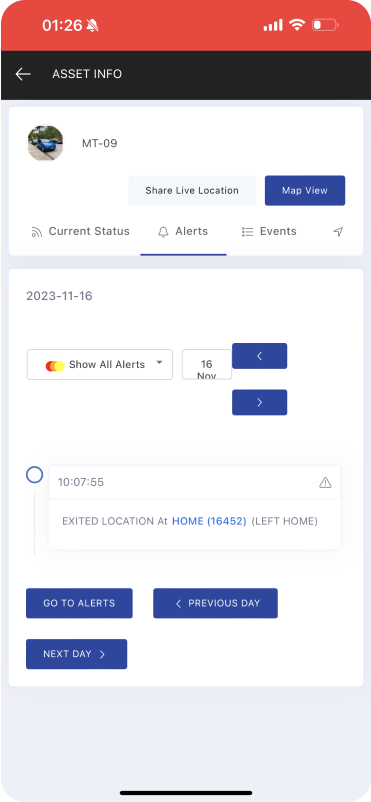 01:26
ASSET INFO
MT-09
Share Live Location
Map View
Current Status
Alerts
Events
2023-11-16
Show All Alerts
16
Nov
10:07:55
EXITED LOCATION At HOME (16452) (LEFT HOME)
GO TO ALERTS
PREVIOUS DAY
NEXT DAY